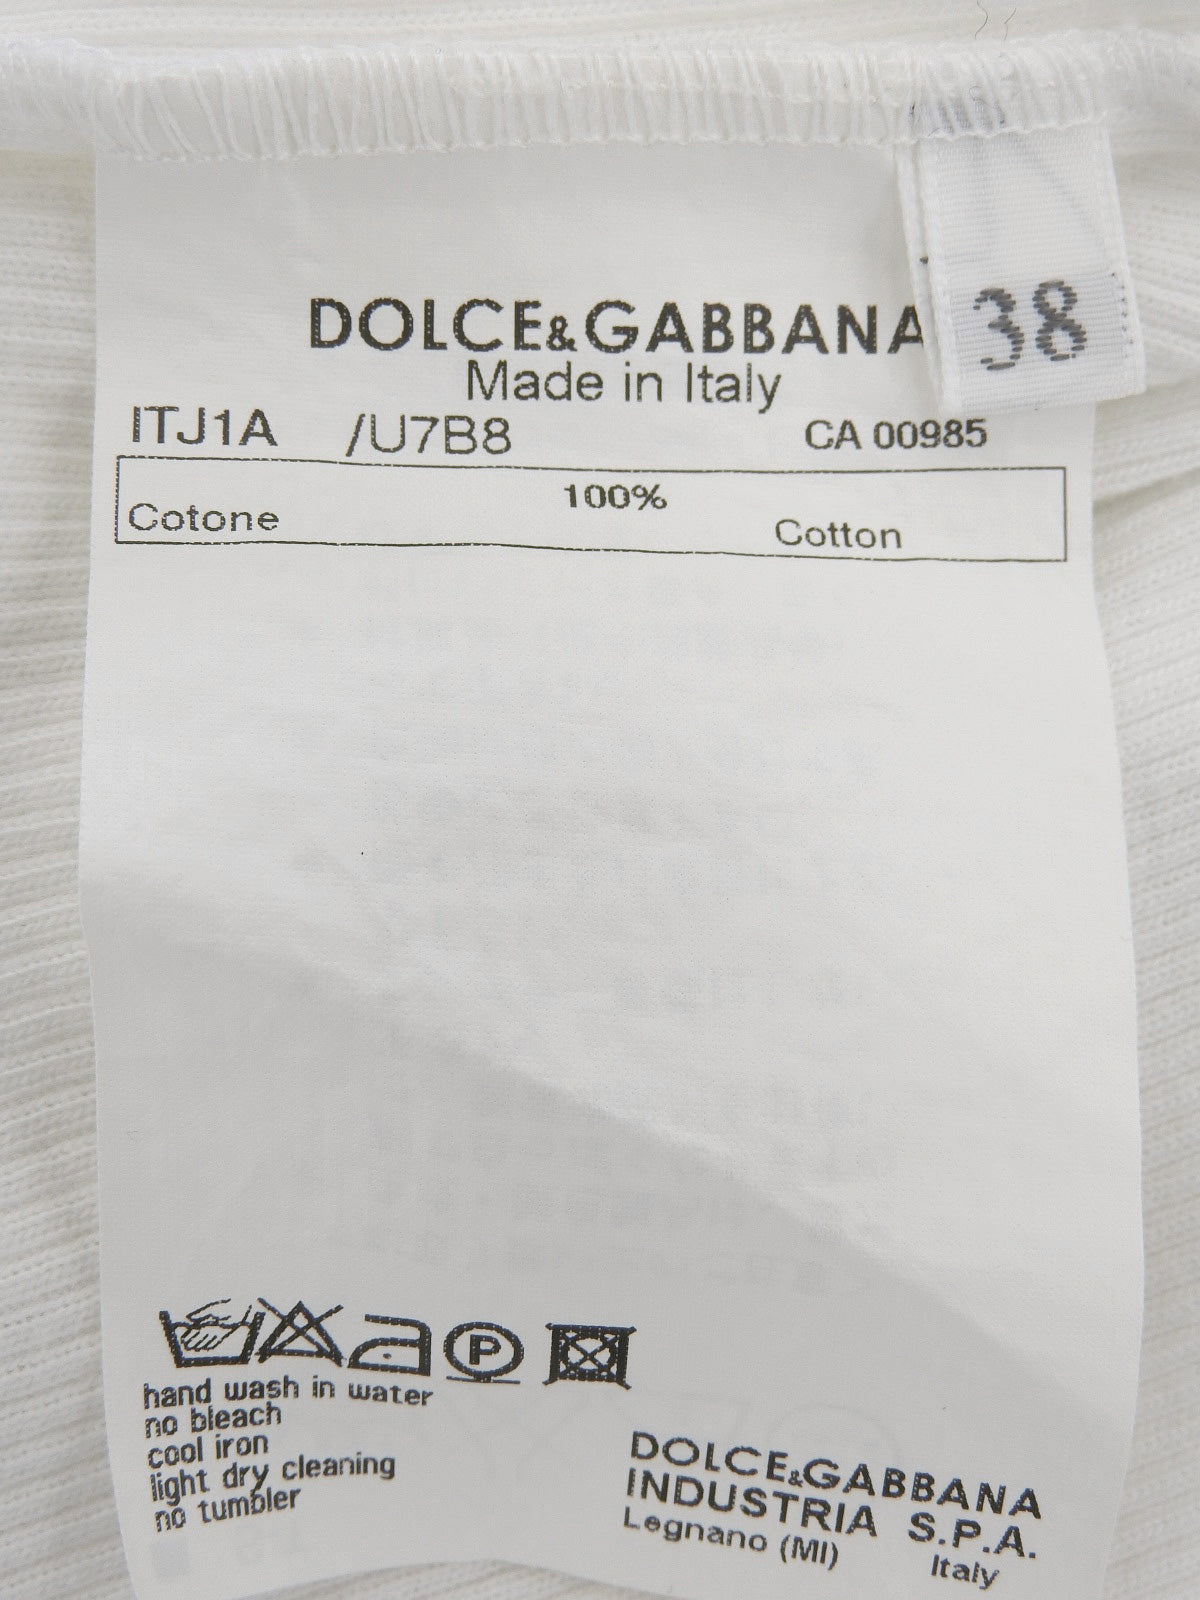 DOLCE&GABBANA
38
Made in Italy
ITJ1A /U7B8 CA 00985
Cotone 100% Cotton
P
hand wash in water
no bleach
cool iron
light dry cleaning
no tumbler
DOLCE&GABBANA
INDUSTRIA S.P.A.
Legnano (MI) Italy